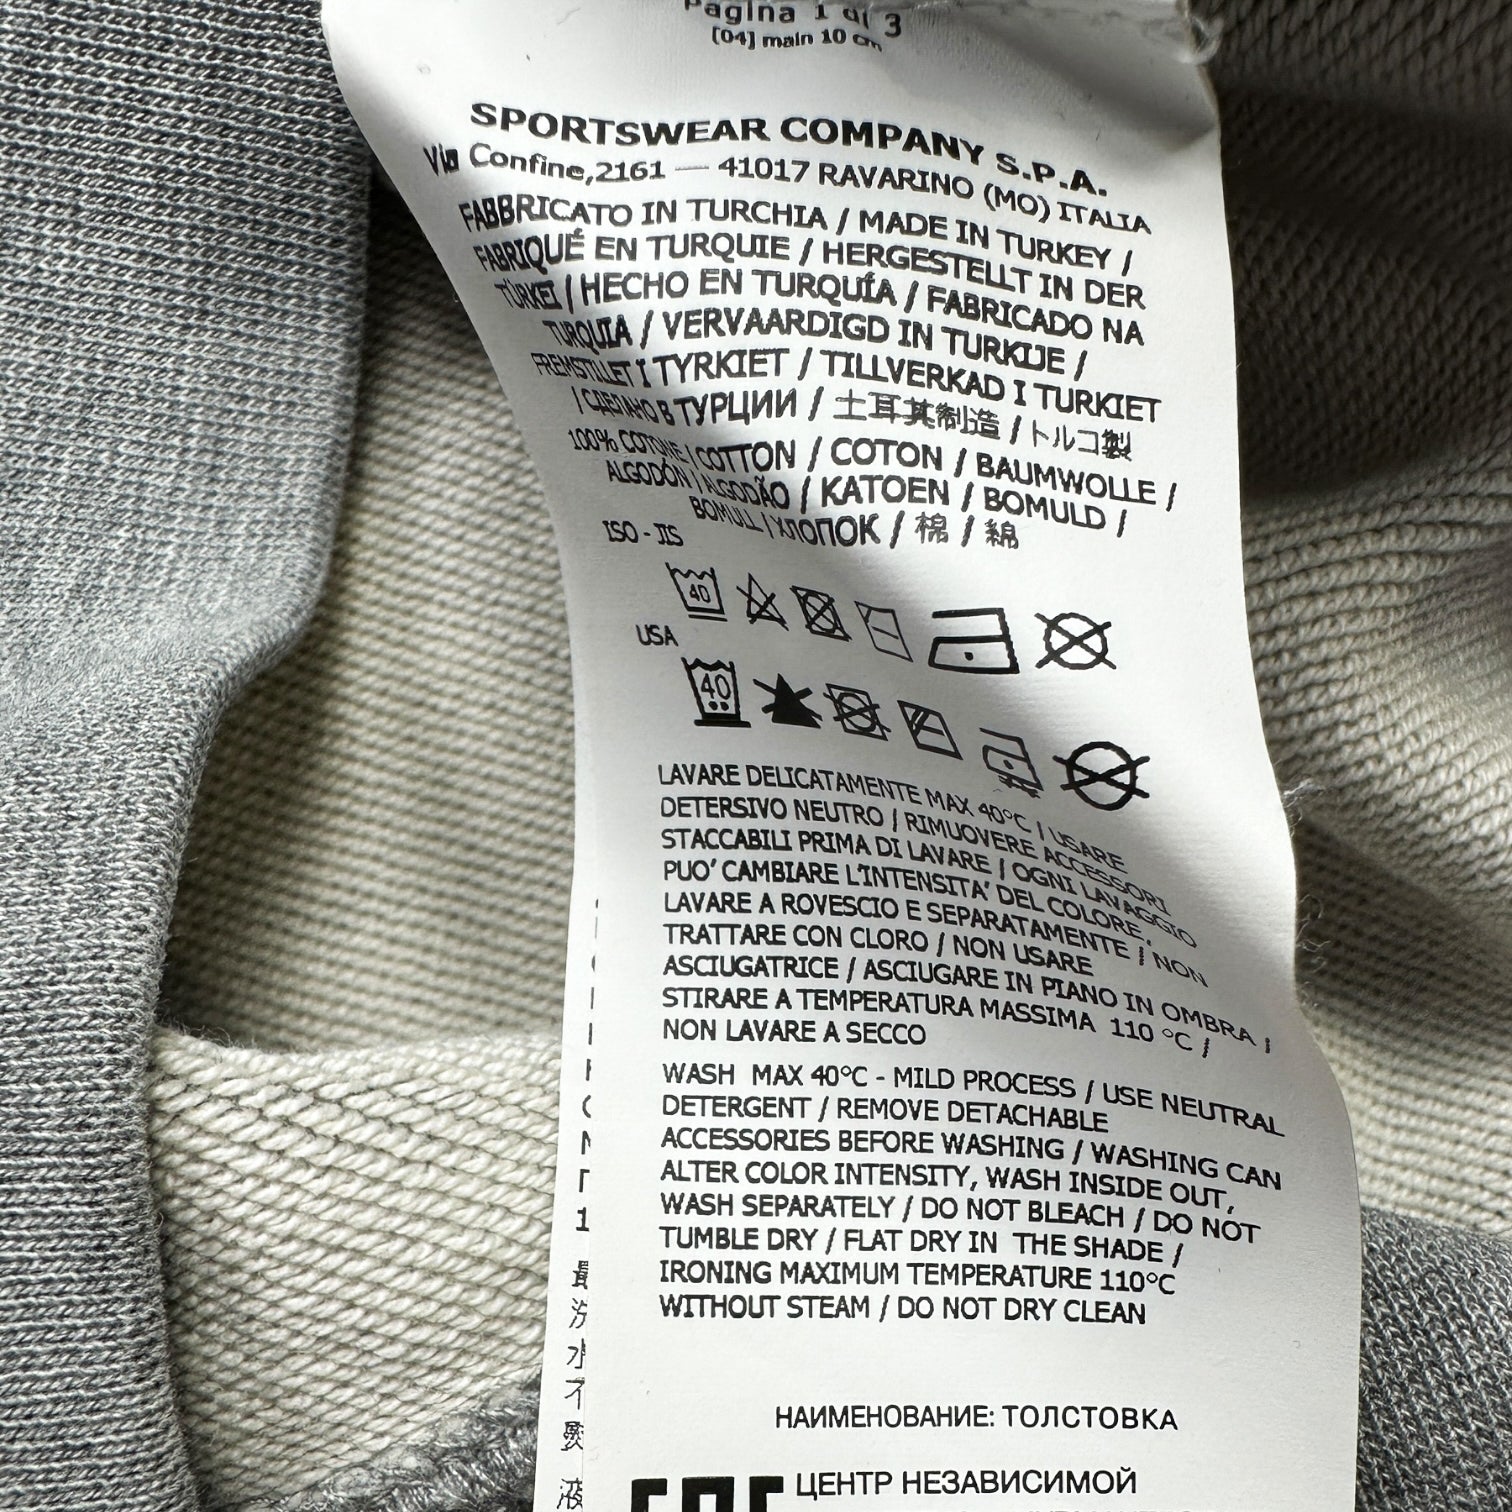 Pagina 1 di 3
[04] main 10 cm
SPORTSWEAR COMPANY S.P.A.
Via Confine,2161 — 41017 RAVARINO (MO) ITALIA
FABBRICATO IN TURCHIA / MADE IN TURKEY /
FABRIQUÉ EN TURQUIE / HERGESTELLT IN DER
TÜRKEI / HECHO EN TURQUÍA / FABRICADO NA
TURQUIA / VERVAARDIGD IN TURKIJE /
FREMSTILLET I TYRKIET / TILLVERKAD I TURKIET
/ СДЕЛАНО В ТУРЦИИ / 土耳其制造 / トルコ製
100% COTONE / COTTON / COTON / BAUMWOLLE /
ALGODÓN / ALGODÃO / KATOEN / BOMULD /
BOMULL / ХЛОПОК / 棉 / 綿
ISO - JIS
40
USA
40
LAVARE DELICATAMENTE MAX 40°C / USARE
DETERSIVO NEUTRO / RIMUOVERE ACCESSORI
STACCABILI PRIMA DI LAVARE / OGNI LAVAGGIO
PUO' CAMBIARE L'INTENSITA' DEL COLORE,
LAVARE A ROVESCIO E SEPARATAMENTE / NON
TRATTARE CON CLORO / NON USARE
ASCIUGATRICE / ASCIUGARE IN PIANO IN OMBRA /
STIRARE A TEMPERATURA MASSIMA 110 °C /
NON LAVARE A SECCO
WASH MAX 40°C - MILD PROCESS / USE NEUTRAL
DETERGENT / REMOVE DETACHABLE
ACCESSORIES BEFORE WASHING / WASHING CAN
ALTER COLOR INTENSITY, WASH INSIDE OUT,
WASH SEPARATELY / DO NOT BLEACH / DO NOT
TUMBLE DRY / FLAT DRY IN THE SHADE /
IRONING MAXIMUM TEMPERATURE 110°C
WITHOUT STEAM / DO NOT DRY CLEAN
НАИМЕНОВАНИЕ: ТОЛСТОВКА
ЦЕНТР НЕЗАВИСИМОЙ